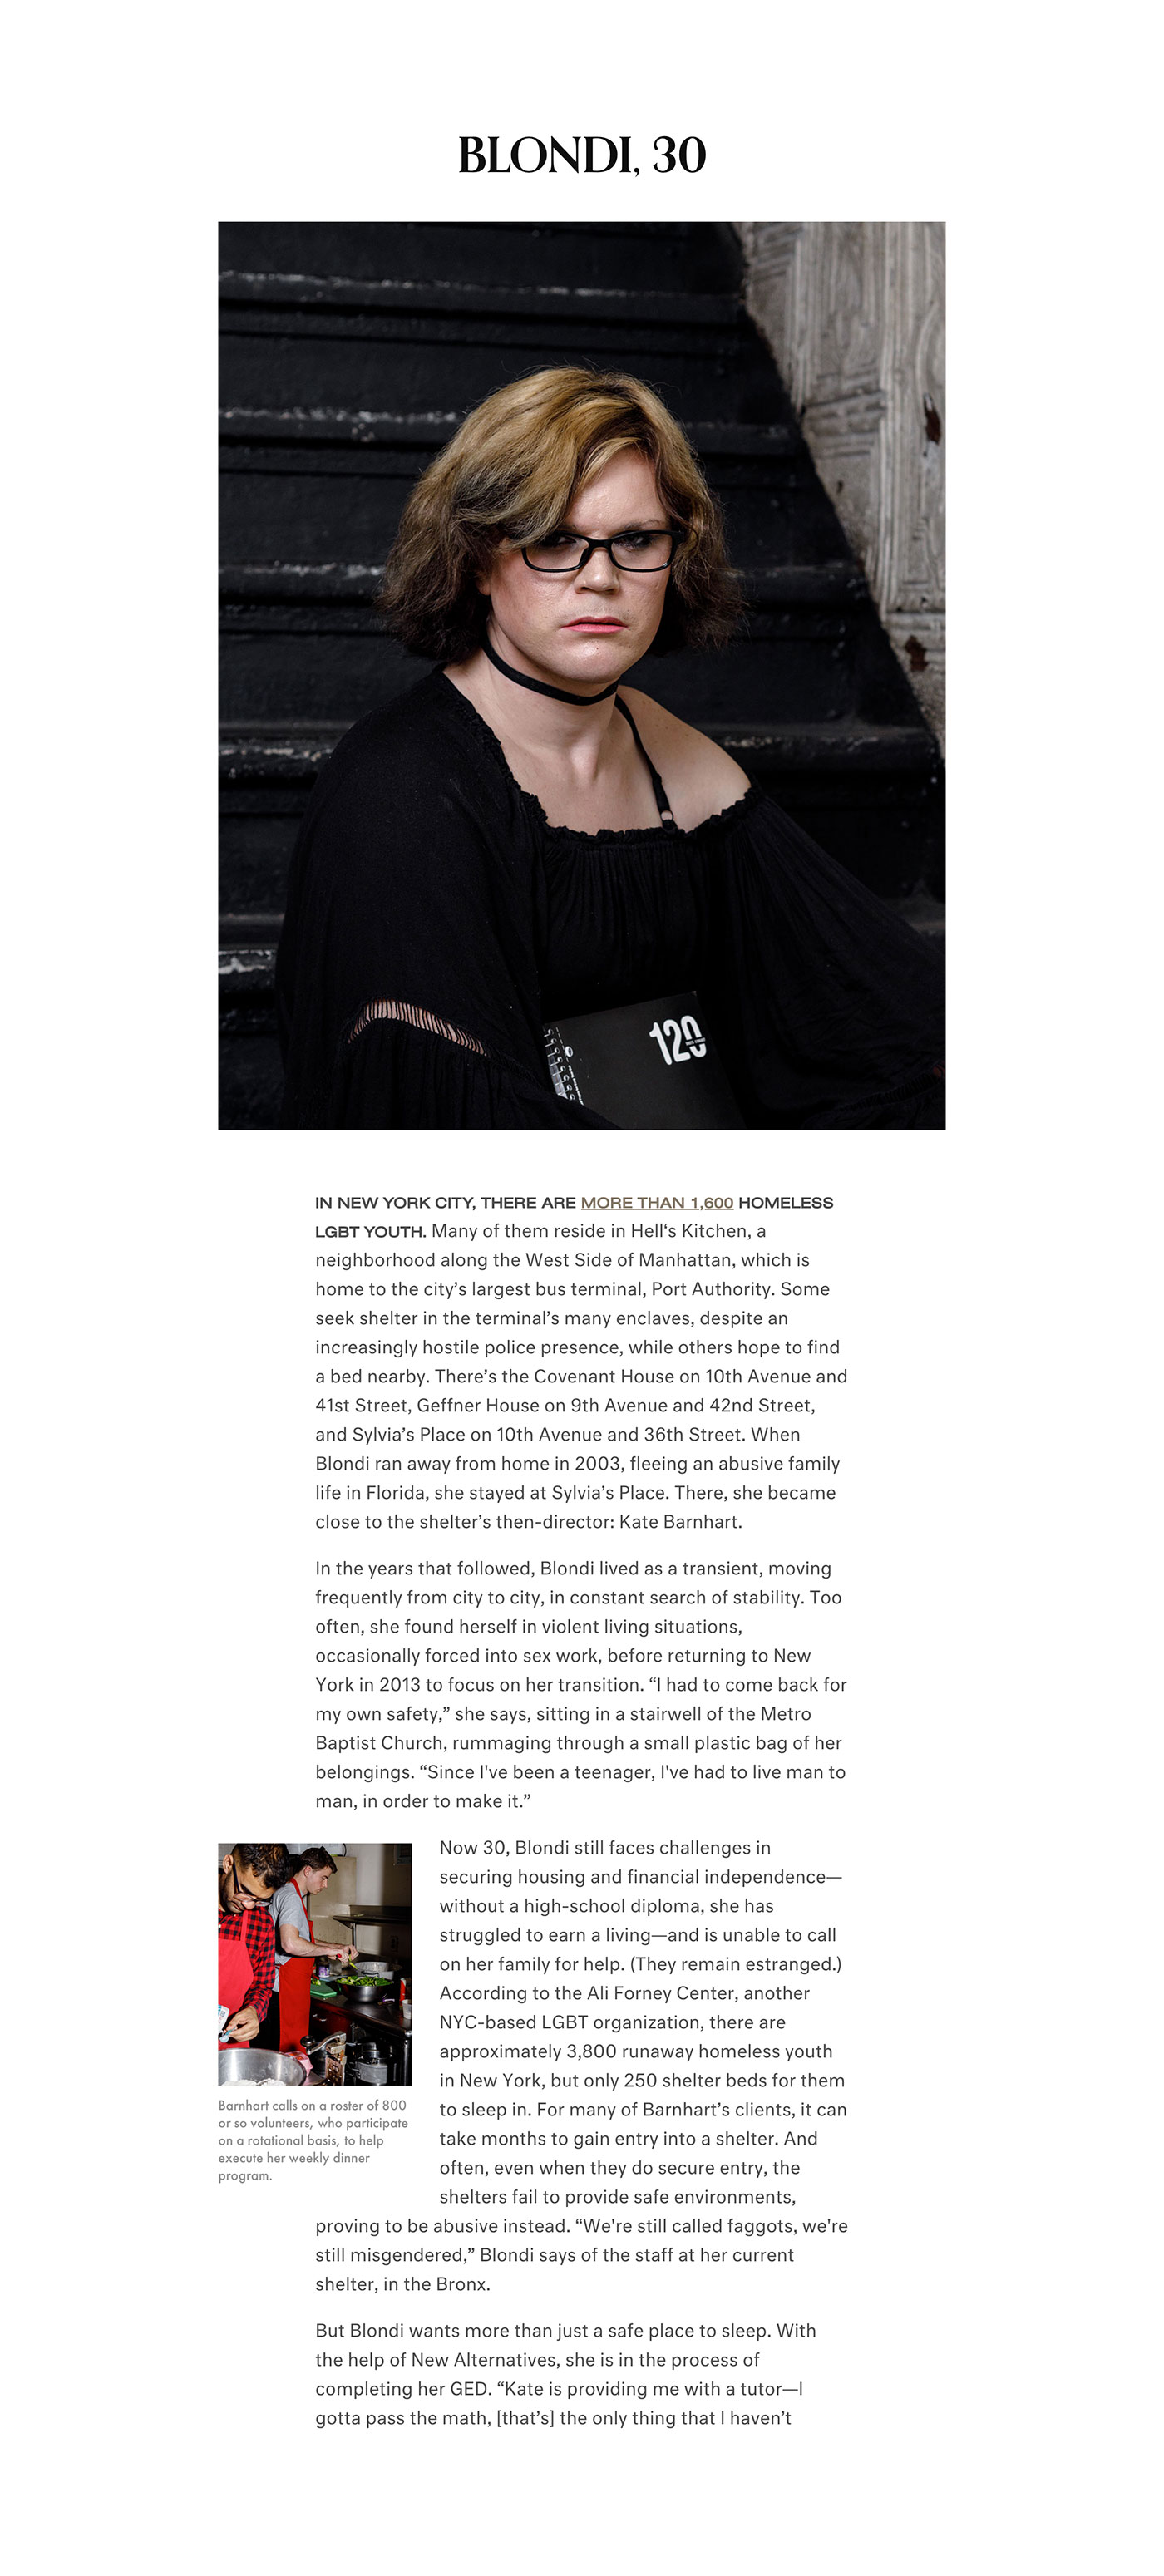 BLONDI, 30
120
IN NEW YORK CITY, THERE ARE MORE THAN 1,600 HOMELESS
LGBT YOUTH. Many of them reside in Hell‘s Kitchen, a
neighborhood along the West Side of Manhattan, which is
home to the city’s largest bus terminal, Port Authority. Some
seek shelter in the terminal’s many enclaves, despite an
increasingly hostile police presence, while others hope to find
a bed nearby. There’s the Covenant House on 10th Avenue and
41st Street, Geffner House on 9th Avenue and 42nd Street,
and Sylvia’s Place on 10th Avenue and 36th Street. When
Blondi ran away from home in 2003, fleeing an abusive family
life in Florida, she stayed at Sylvia’s Place. There, she became
close to the shelter’s then-director: Kate Barnhart.
In the years that followed, Blondi lived as a transient, moving
frequently from city to city, in constant search of stability. Too
often, she found herself in violent living situations,
occasionally forced into sex work, before returning to New
York in 2013 to focus on her transition. “I had to come back for
my own safety,” she says, sitting in a stairwell of the Metro
Baptist Church, rummaging through a small plastic bag of her
belongings. “Since I've been a teenager, I've had to live man to
man, in order to make it.”
Now 30, Blondi still faces challenges in
securing housing and financial independence—
without a high-school diploma, she has
struggled to earn a living—and is unable to call
on her family for help. (They remain estranged.)
According to the Ali Forney Center, another
NYC-based LGBT organization, there are
approximately 3,800 runaway homeless youth
in New York, but only 250 shelter beds for them
to sleep in. For many of Barnhart’s clients, it can
take months to gain entry into a shelter. And
often, even when they do secure entry, the
shelters fail to provide safe environments,
proving to be abusive instead. “We're still called faggots, we're
still misgendered,” Blondi says of the staff at her current
shelter, in the Bronx.
Barnhart calls on a roster of 800
or so volunteers, who participate
on a rotational basis, to help
execute her weekly dinner
program.
But Blondi wants more than just a safe place to sleep. With
the help of New Alternatives, she is in the process of
completing her GED. “Kate is providing me with a tutor—I
gotta pass the math, [that’s] the only thing that I haven’t